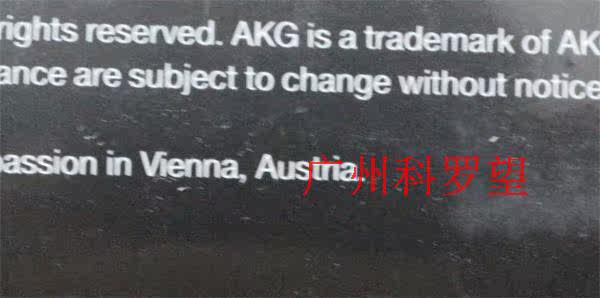 rights reserved. AKG is a trademark of AK
ance are subject to change without notice
passion in Vienna, Austria.
广州科罗望